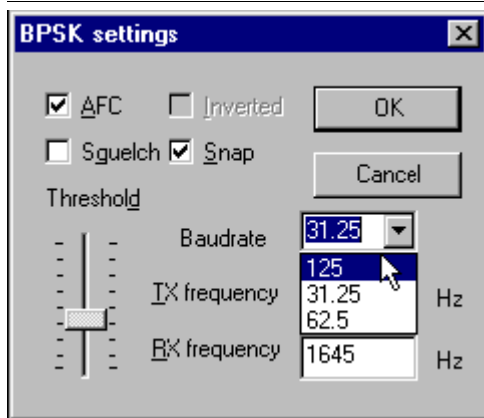 BPSK settings
AFC Inverted OK
Sguelch Snap
Cancel
Threshold
Baudrate 31.25
125
TX frequency 31.25 Hz
62.5
RX frequency 1645 Hz